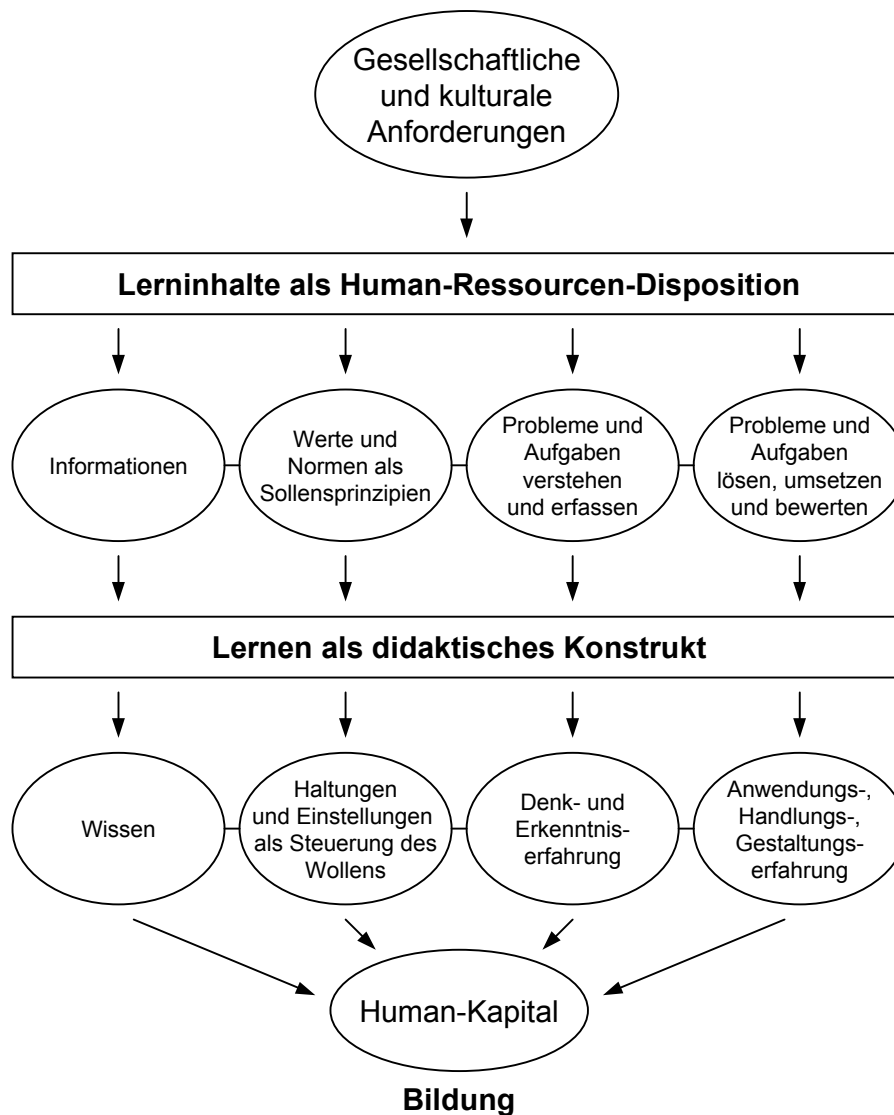 Gesellschaftliche
und kulturale
Anforderungen
Lerninhalte als Human-Ressourcen-Disposition
Informationen
Werte und
Normen als
Sollensprinzipien
Probleme und
Aufgaben
verstehen
und erfassen
Probleme und
Aufgaben
lösen, umsetzen
und bewerten
Lernen als didaktisches Konstrukt
Wissen
Haltungen
und Einstellungen
als Steuerung des
Wollens
Denk- und
Erkenntnis-
erfahrung
Anwendungs-,
Handlungs-,
Gestaltungs-
erfahrung
Human-Kapital
Bildung